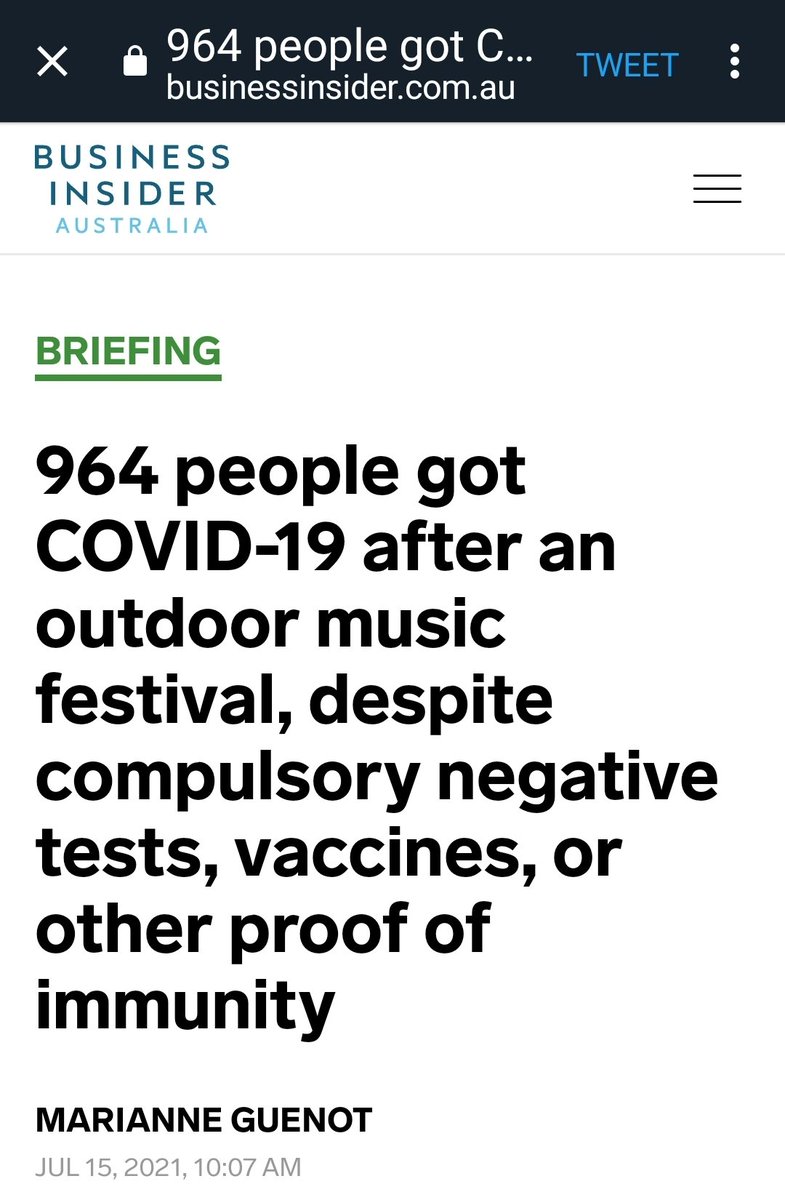 964 people got C...
businessinsider.com.au
TWEET
BUSINESS
INSIDER
AUSTRALIA
BRIEFING
964 people got
COVID-19 after an
outdoor music
festival, despite
compulsory negative
tests, vaccines, or
other proof of
immunity
MARIANNE GUENOT
JUL 15, 2021, 10:07 AM